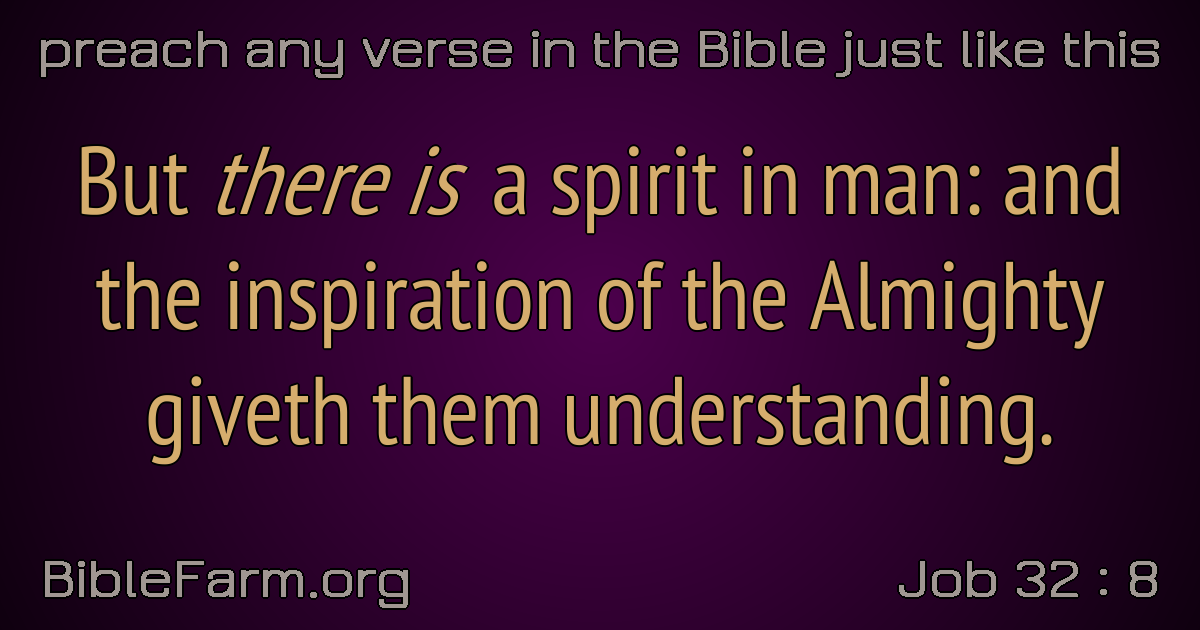 preach any verse in the Bible just like this
But there is a spirit in man: and
the inspiration of the Almighty
giveth them understanding.
BibleFarm.org
Job 32 : 8